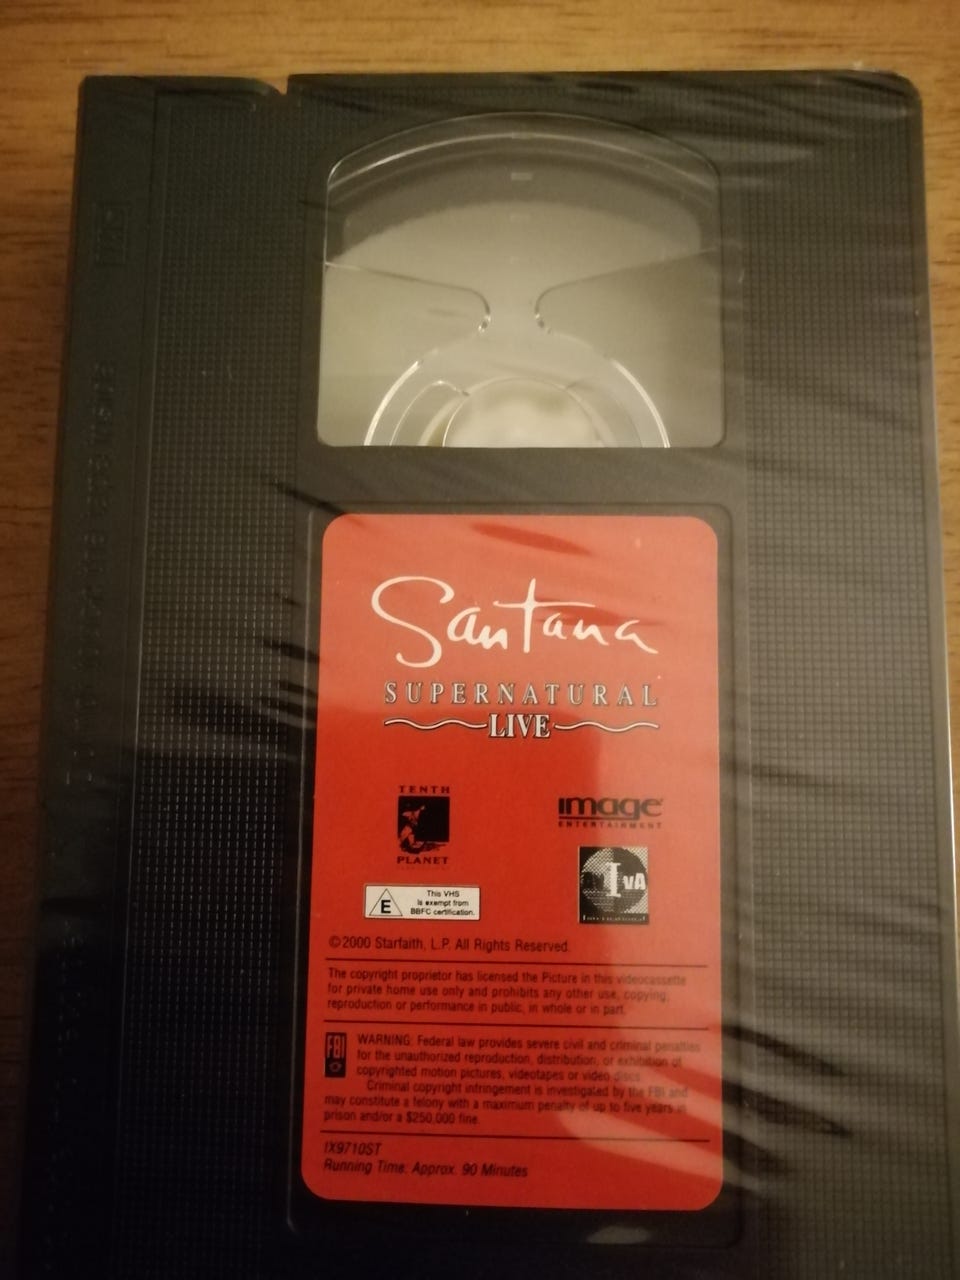 Santana
SUPERNATURAL
LIVE
TENTH
PLANET
image
ENTERTAINMENT
E
This VHS
is exempt from
BBFC certification.
International
©2000 Starfaith, L.P. All Rights Reserved.
The copyright proprietor has licensed the Picture in this videocassette
for private home use only and prohibits any other use, copying,
reproduction or performance in public, in whole or in part.
FBI
WARNING: Federal law provides severe civil and criminal penalties
for the unauthorized reproduction, distribution, or exhibition of
copyrighted motion pictures, videotapes or video discs.
Criminal copyright infringement is investigated by the FBI and
may constitute a felony with a maximum penalty of up to five years in
prison and/or a $250,000 fine.
IX9710ST
Running Time: Approx. 90 Minutes